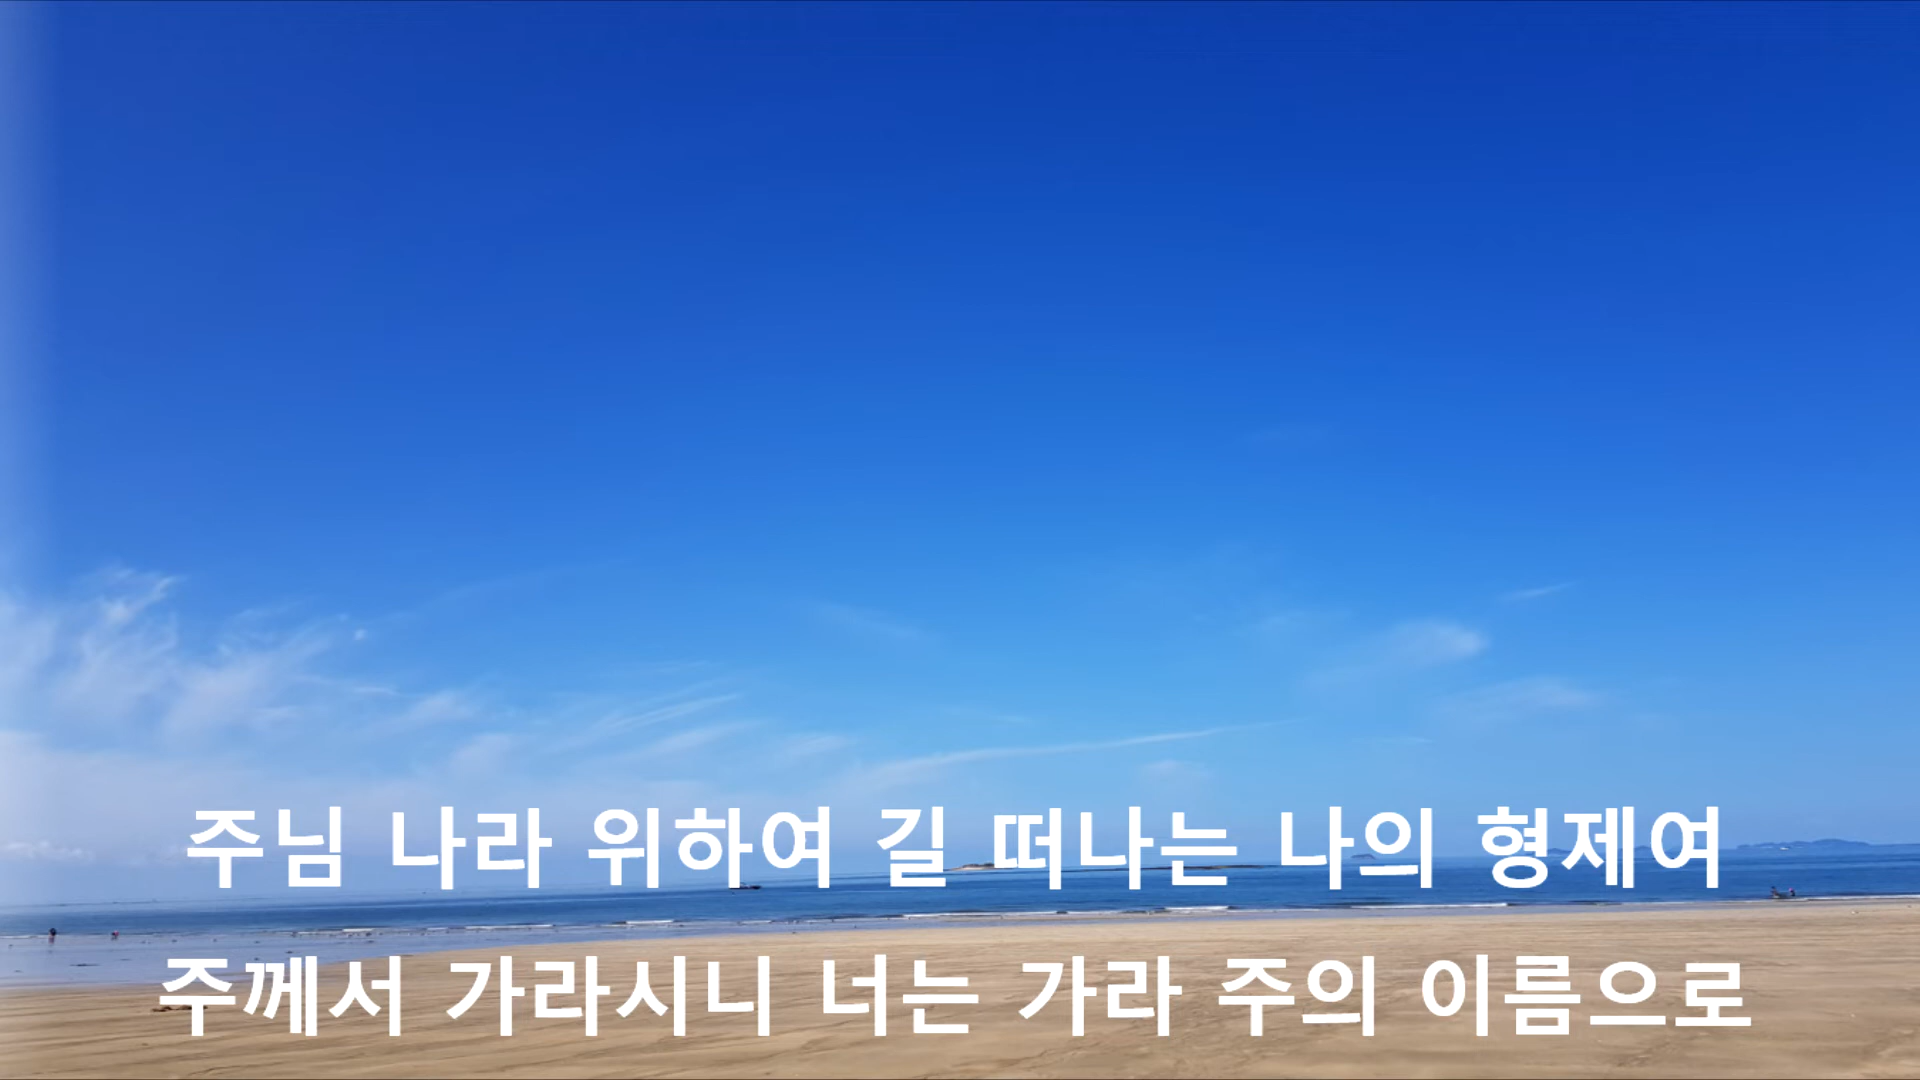 주님 나라 위하여 길 떠나는 나의 형제여
주께서 가라시니 너는 가라 주의 이름으로